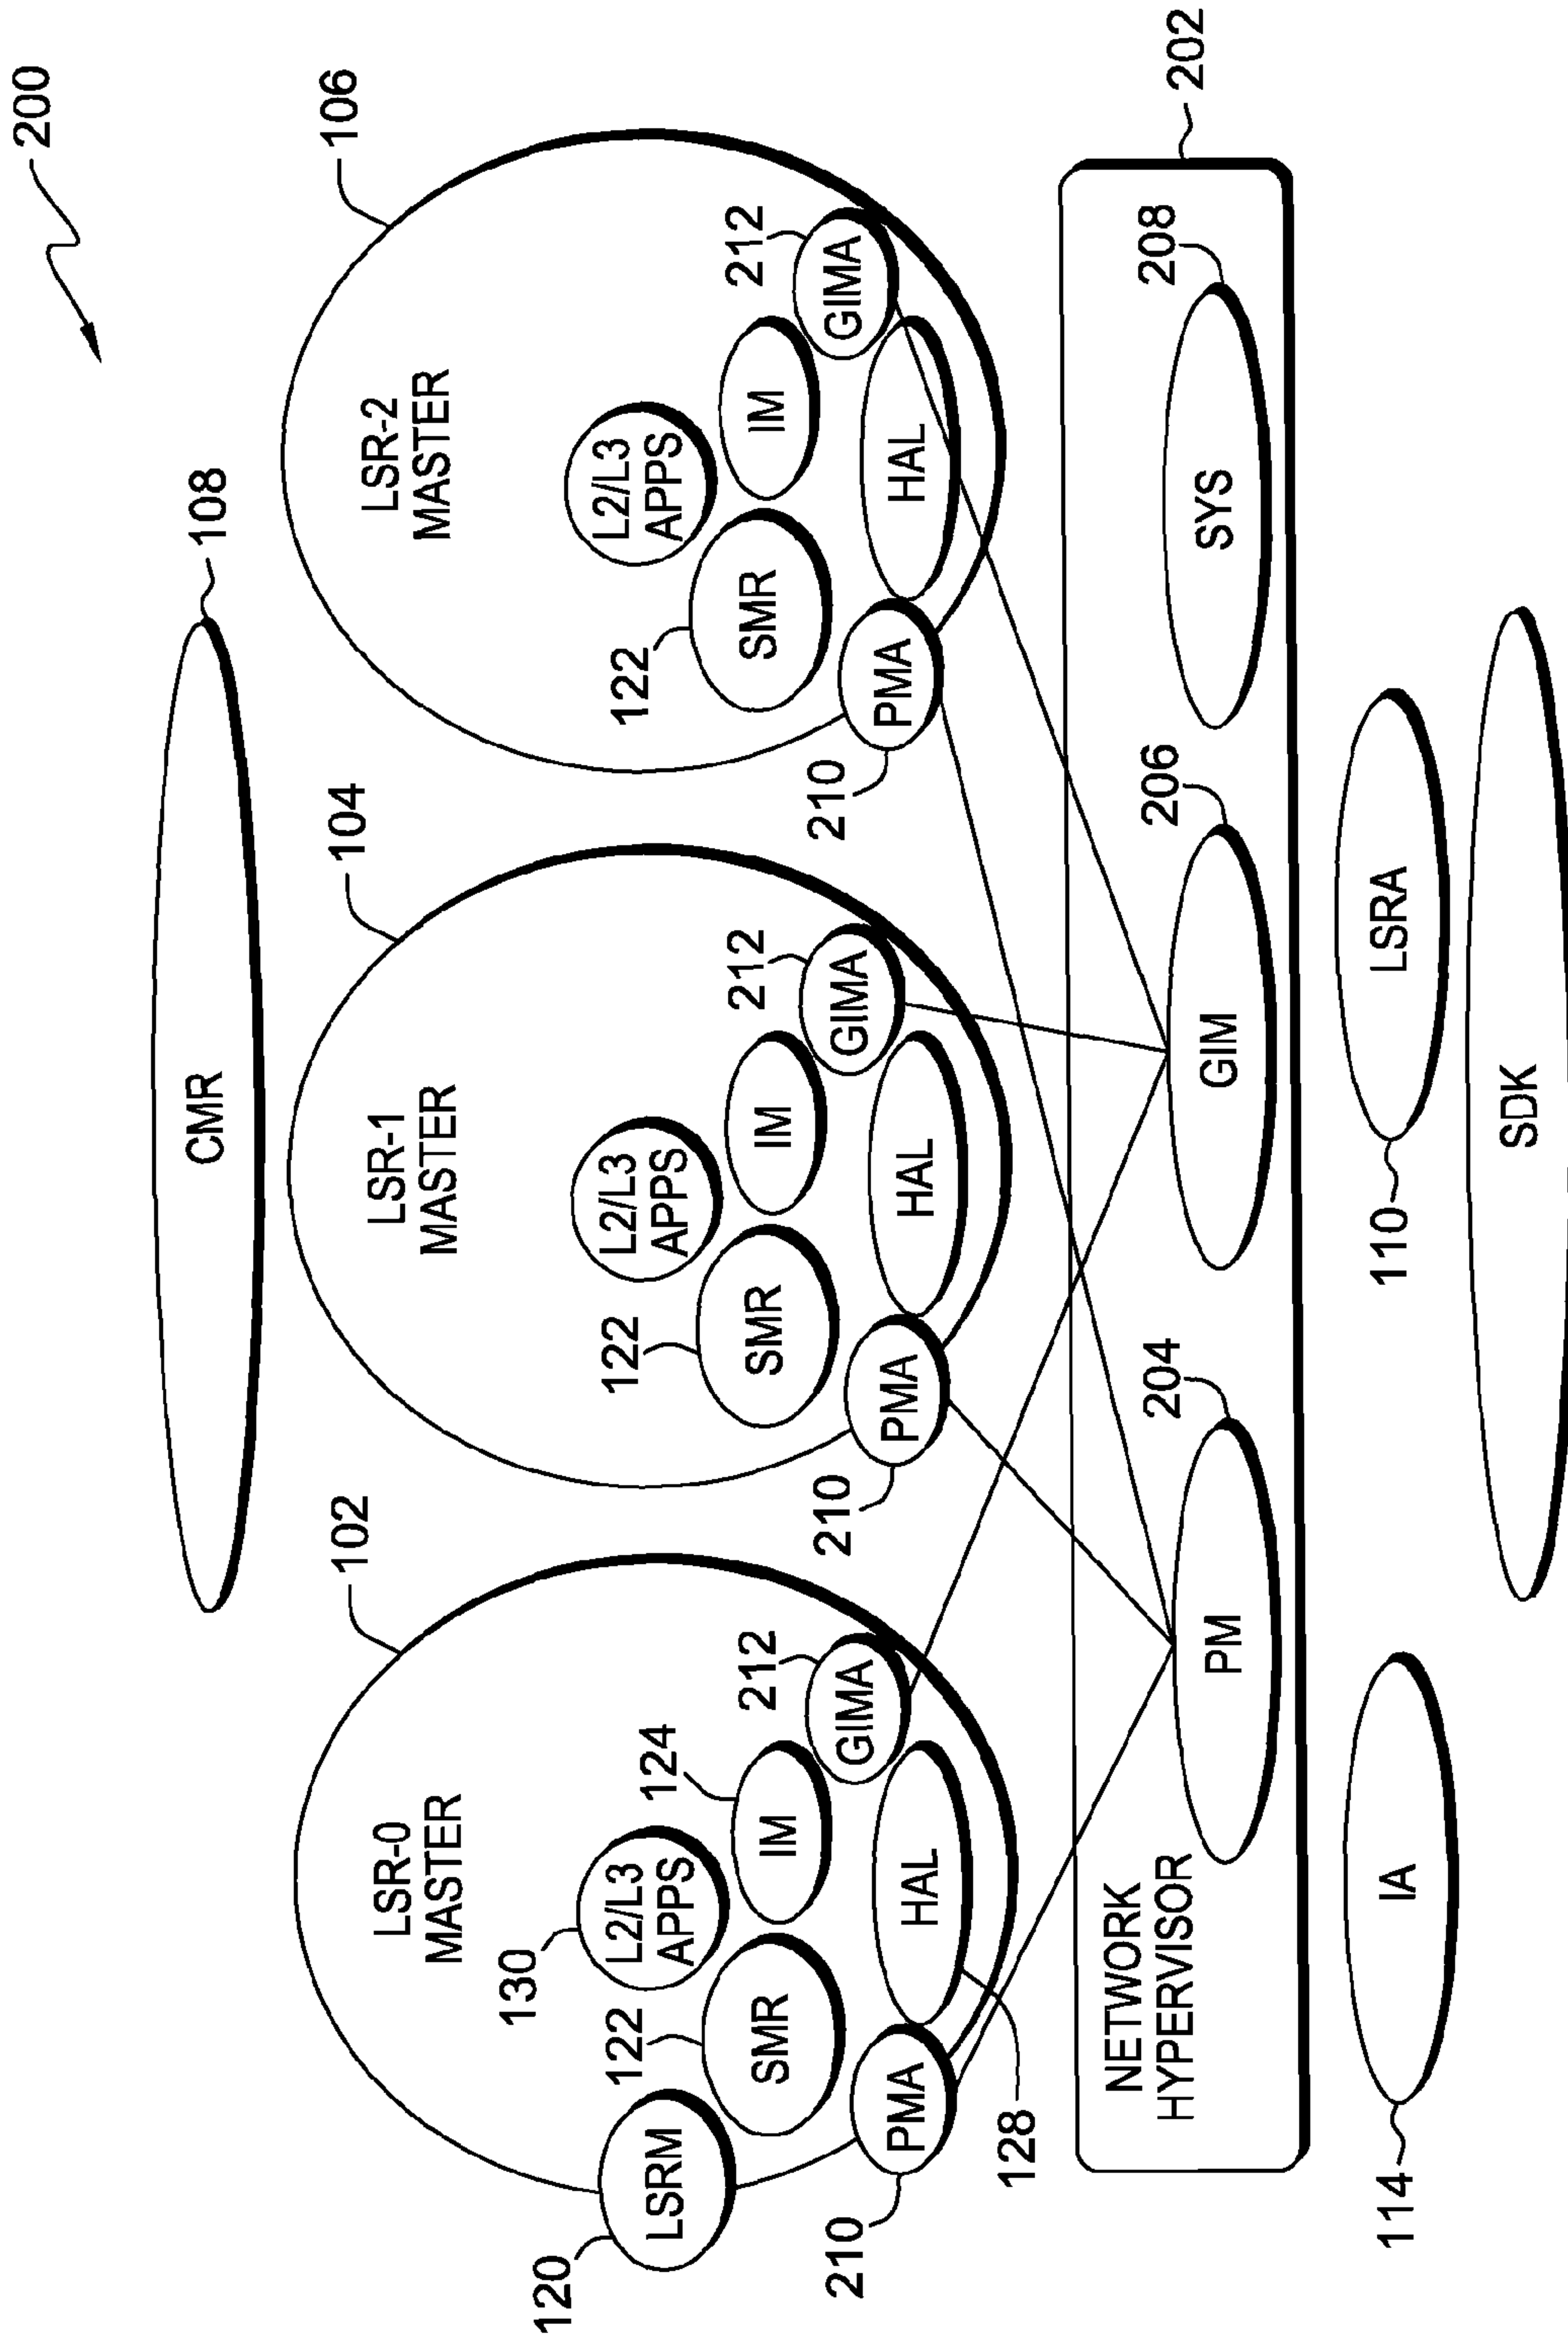 200
CMR
108
102
104
106
LSR-0
MASTER
LSR-1
MASTER
LSR-2
MASTER
120
LSRM
130
L2/L3
APPS
122
SMR
124
IM
212
GIMA
HAL
210
PMA
128
L2/L3
APPS
122
SMR
IM
212
GIMA
HAL
210
PMA
L2/L3
APPS
122
SMR
IM
212
GIMA
HAL
210
PMA
NETWORK
HYPERVISOR
202
204
PM
206
GIM
208
SYS
114
IA
110
LSRA
SDK